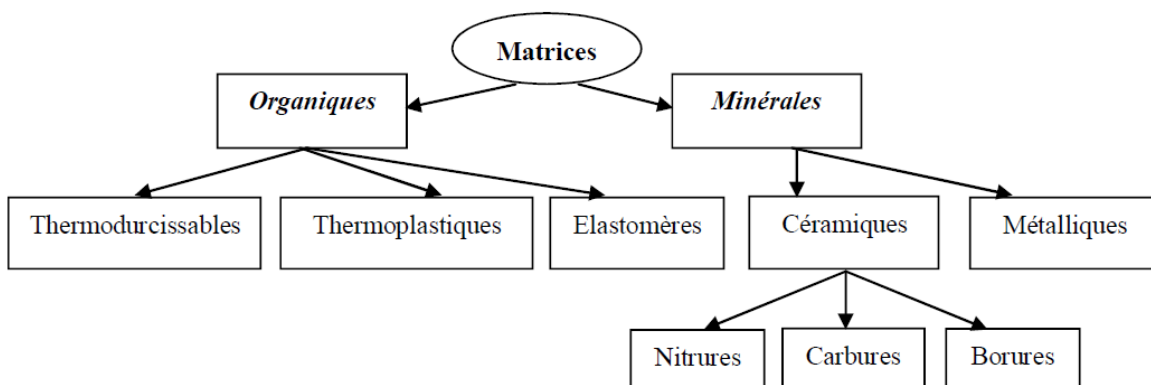 Matrices
Organiques
Minérales
Thermodurcissables
Thermoplastiques
Elastomères
Céramiques
Métalliques
Nitrures
Carbures
Borures